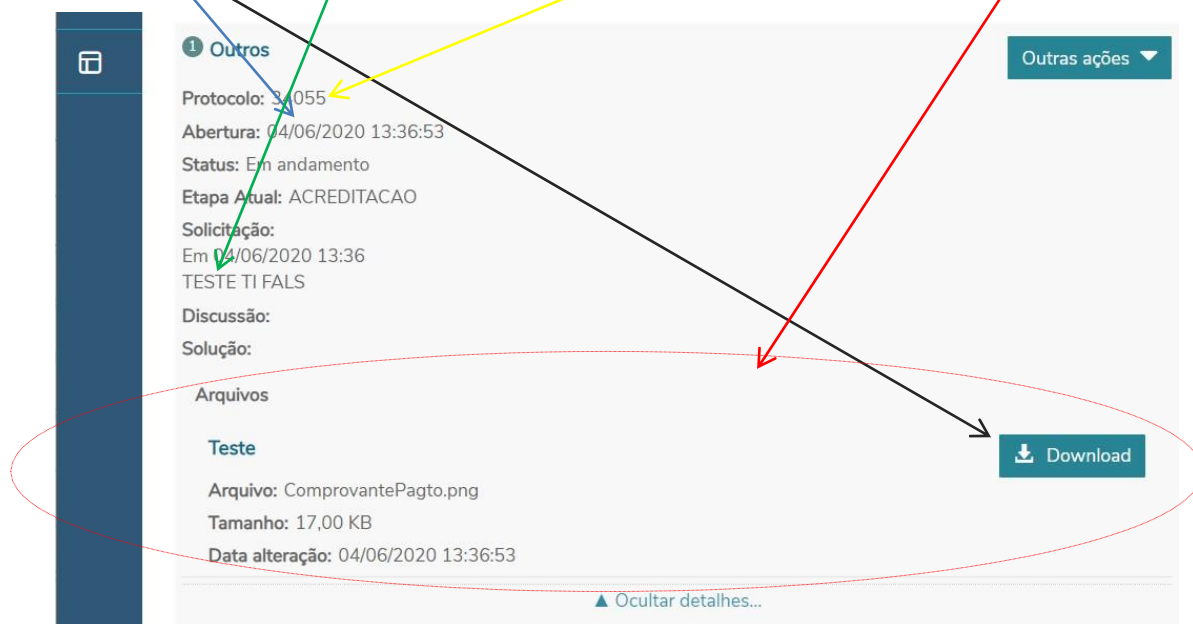 1 Outros
Outras ações
Protocolo: 34055
Abertura: 04/06/2020 13:36:53
Status: Em andamento
Etapa Atual: ACREDITACAO
Solicitação:
Em 04/06/2020 13:36
TESTE TI FALS
Discussão:
Solução:
Arquivos
Teste
Download
Arquivo: ComprovantePagto.png
Tamanho: 17,00 KB
Data alteração: 04/06/2020 13:36:53
▲ Ocultar detalhes...